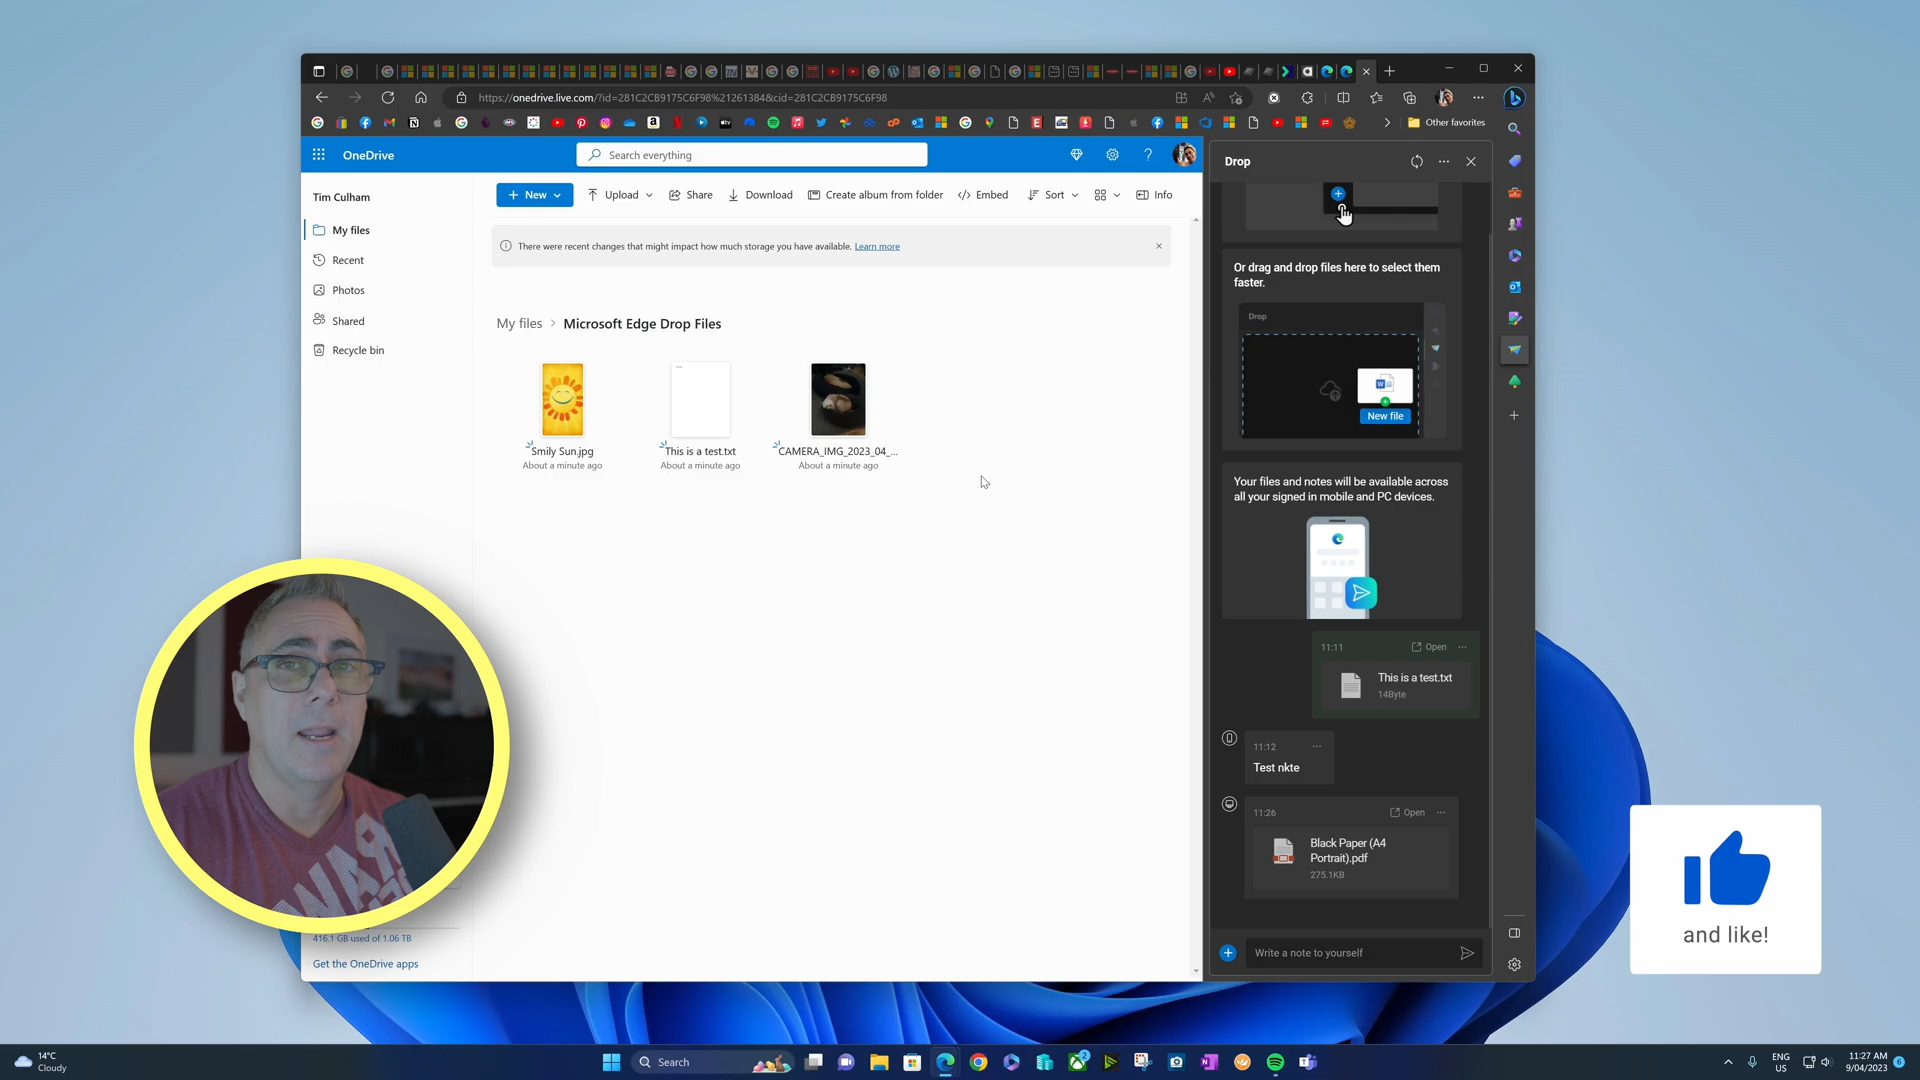 https://onedrive.live.com/?id=281C2CB9175C6F98%21261384&cid=281C2CB9175C6F98
Other favorites
OneDrive
Search everything
Tim Culham
My files
Recent
Photos
Shared
Recycle bin
New
Upload
Share
Download
Create album from folder
Embed
Sort
Info
There were recent changes that might impact how much storage you have available. Learn more
My files > Microsoft Edge Drop Files
Smily Sun.jpg
About a minute ago
This is a test.txt
About a minute ago
CAMERA_IMG_2023_04_...
About a minute ago
416.1 GB used of 1.06 TB
Get the OneDrive apps
Drop
Or drag and drop files here to select them
faster.
Drop
New file
Your files and notes will be available across
all your signed in mobile and PC devices.
11:11
Open
This is a test.txt
14Byte
11:12
Test nkte
11:26
Open
Black Paper (A4
Portrait).pdf
275.1KB
Write a note to yourself
and like!
14°C
Cloudy
Search
2
ENG
US
11:27 AM
9/04/2023
6